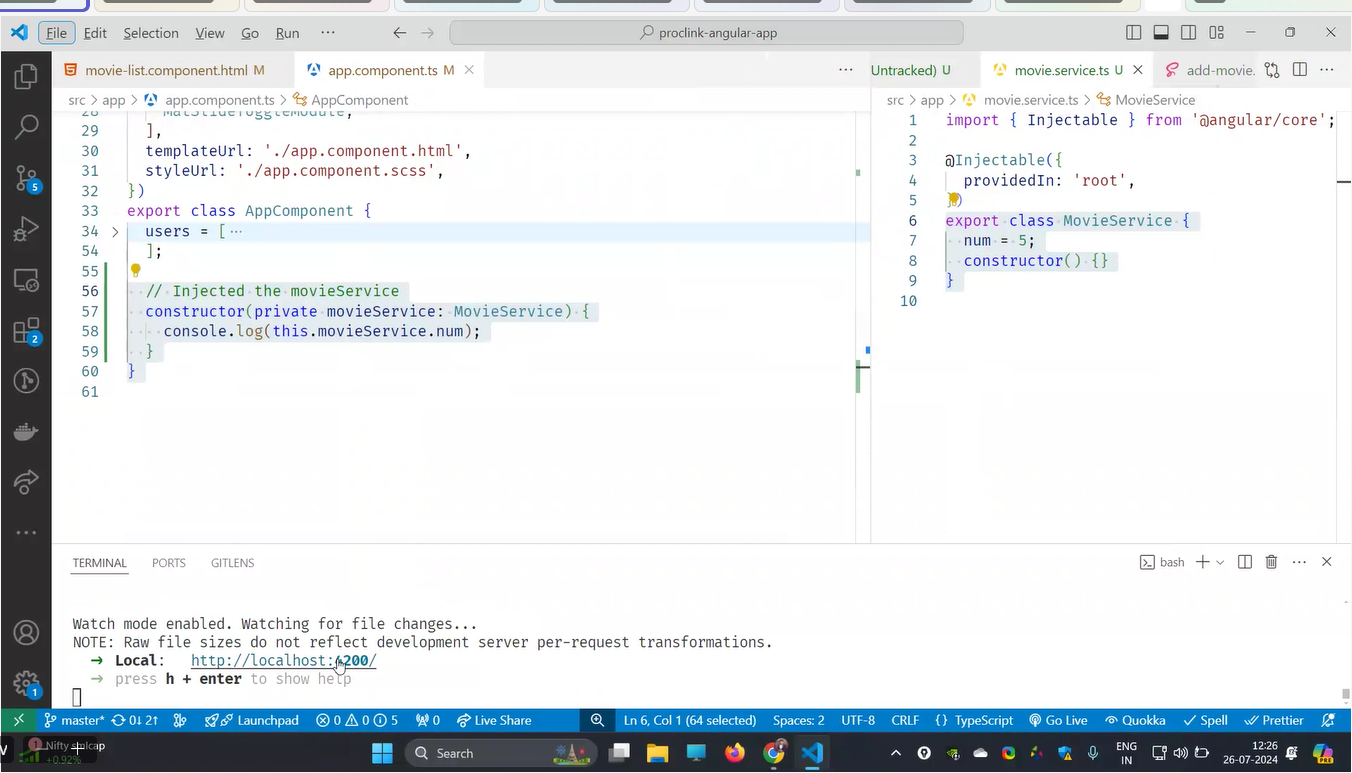 File Edit Selection View Go Run ··· proclink-angular-app
movie-list.component.html M app.component.ts M ··· Untracked) U movie.service.ts U add-movie. ···
src > app > app.component.ts > AppComponent
src > app > movie.service.ts > MovieService
28 MatSlideToggleModule,
29 ],
30 templateUrl: './app.component.html',
31 styleUrl: './app.component.scss',
32 })
33 export class AppComponent {
34 users = [ ···
54 ];
55
56 // Injected the movieService
57 constructor(private movieService: MovieService) {
58 console.log(this.movieService.num);
59 }
60 }
61
1 import { Injectable } from '@angular/core';
2
3 @Injectable({
4 providedIn: 'root',
5 })
6 export class MovieService {
7 num = 5;
8 constructor() {}
9 }
10
5
2
1
TERMINAL PORTS GITLENS bash
Watch mode enabled. Watching for file changes...
NOTE: Raw file sizes do not reflect development server per-request transformations.
➜ Local: http://localhost:4200/
➜ press h + enter to show help
master* 0↓ 2↑ Launchpad 0 0 5 0 Live Share Ln 6, Col 1 (64 selected) Spaces: 2 UTF-8 CRLF {} TypeScript Go Live Quokka Spell Prettier
1 Nifty smlcap
+0.92%
Search
ENG
IN
12:26
26-07-2024
PRE